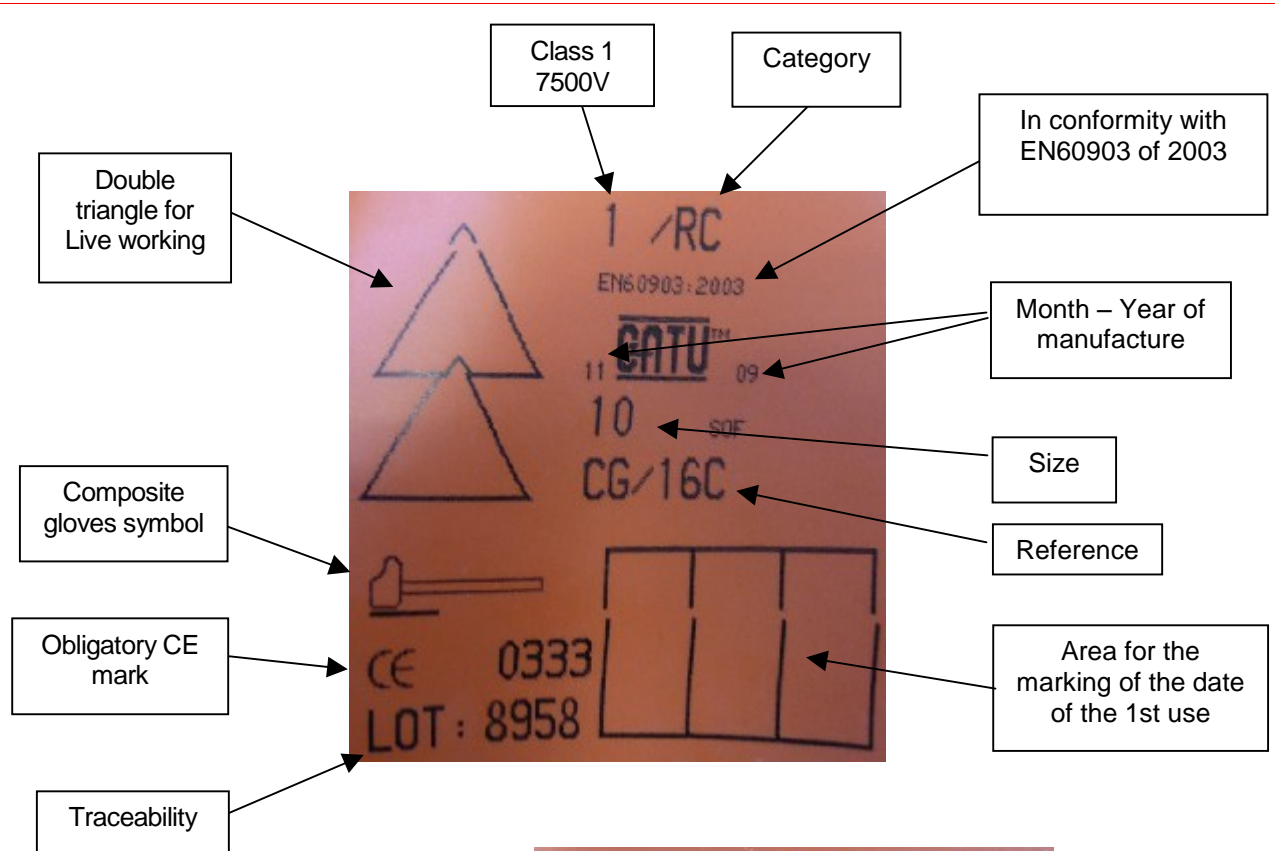 Class 1
7500V
Category
In conformity with
EN60903 of 2003
Double
triangle for
Live working
1 /RC
EN60903:2003
Month – Year of
manufacture
11 CATU™ 09
10 SOF
Size
CG/16C
Composite
gloves symbol
Reference
Obligatory CE
mark
CE 0333
Area for the
marking of the date
of the 1st use
LOT: 8958
Traceability